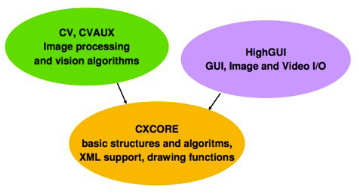 CV, CVAUX
Image processing
and vision algorithms
HighGUI
GUI, Image and Video I/O
CXCORE
basic structures and algoritms,
XML support, drawing functions